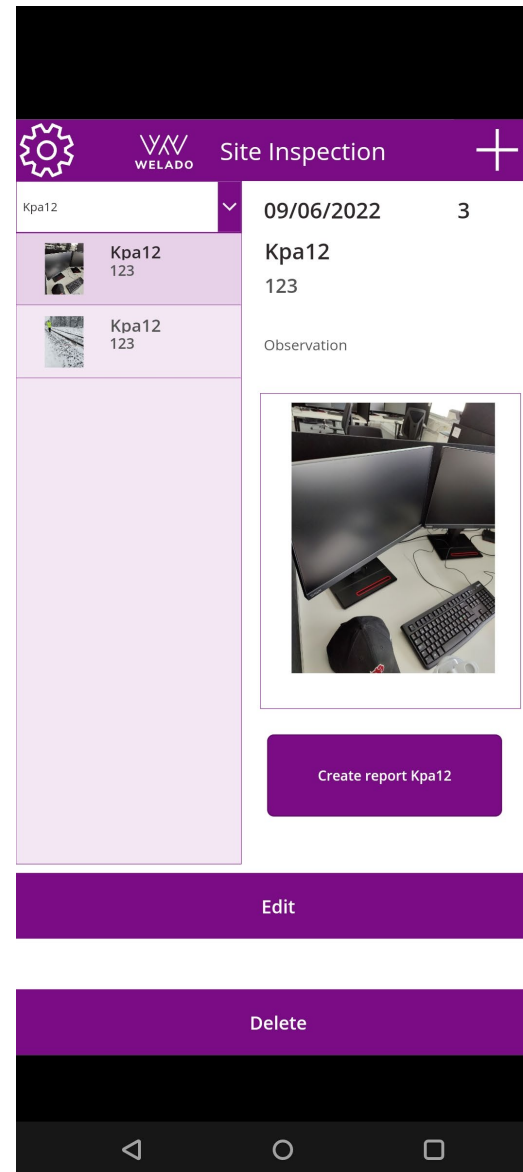 WELADO
Site Inspection
Kpa12
Kpa12
123
Kpa12
123
09/06/2022 3
Kpa12
123
Observation
Create report Kpa12
Edit
Delete